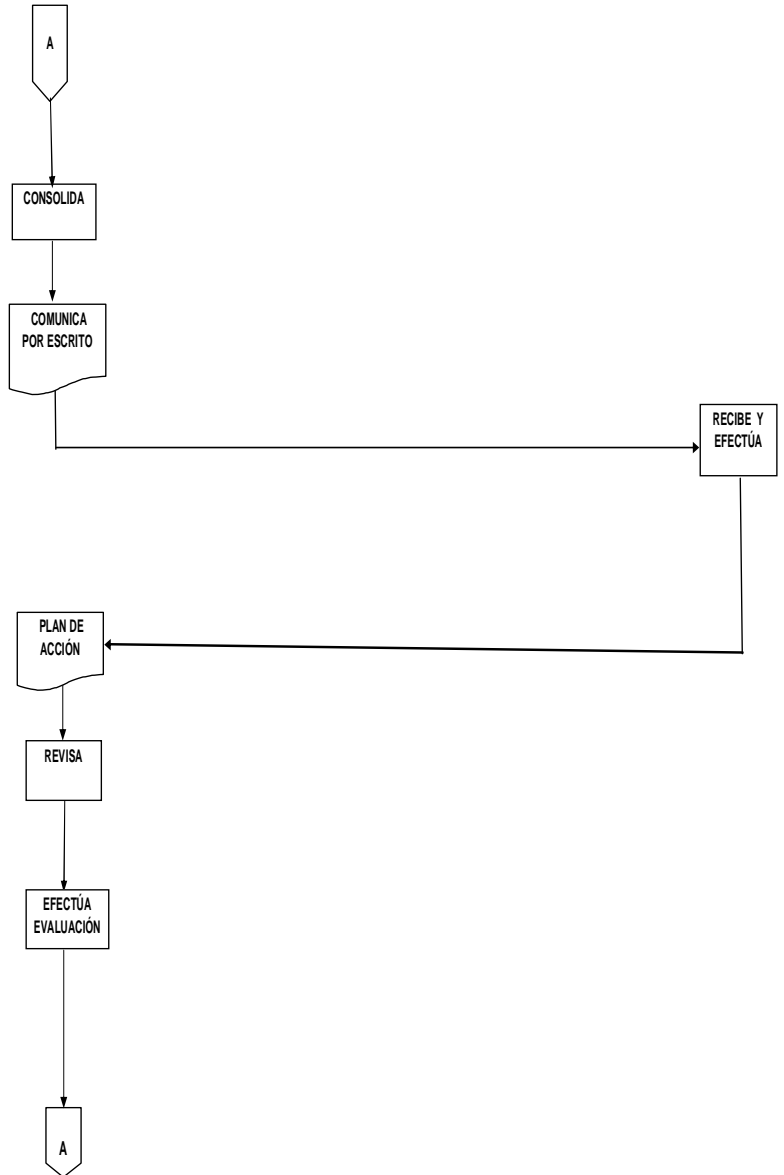 A
CONSOLIDA
COMUNICA
POR ESCRITO
RECIBE Y
EFECTÚA
PLAN DE
ACCIÓN
REVISA
EFECTÚA
EVALUACIÓN
A